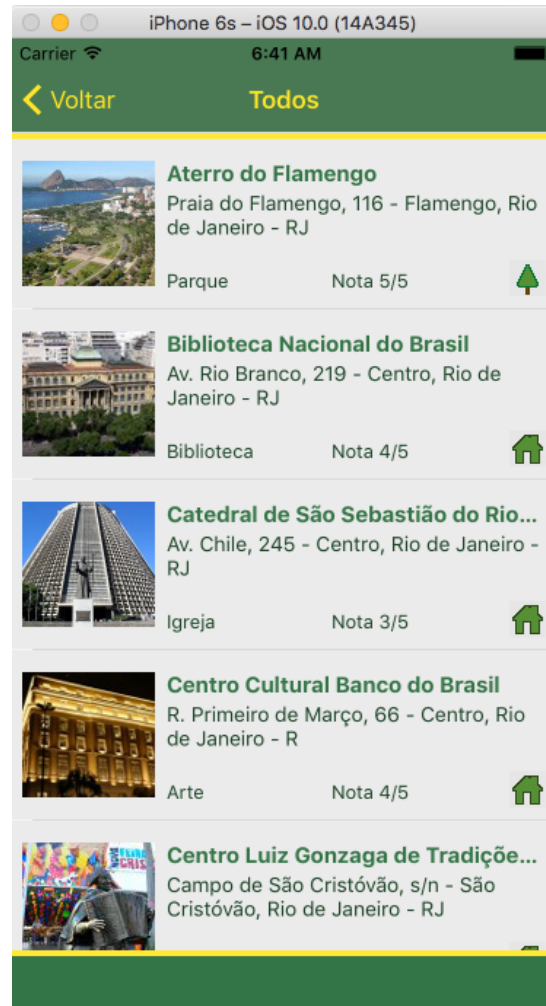 iPhone 6s – iOS 10.0 (14A345)
Carrier 6:41 AM
Voltar Todos
Aterro do Flamengo
Praia do Flamengo, 116 - Flamengo, Rio
de Janeiro - RJ
Parque Nota 5/5
Biblioteca Nacional do Brasil
Av. Rio Branco, 219 - Centro, Rio de
Janeiro - RJ
Biblioteca Nota 4/5
Catedral de São Sebastião do Rio...
Av. Chile, 245 - Centro, Rio de Janeiro -
RJ
Igreja Nota 3/5
Centro Cultural Banco do Brasil
R. Primeiro de Março, 66 - Centro, Rio
de Janeiro - R
Arte Nota 4/5
Centro Luiz Gonzaga de Tradiçõe...
Campo de São Cristóvão, s/n - São
Cristóvão, Rio de Janeiro - RJ